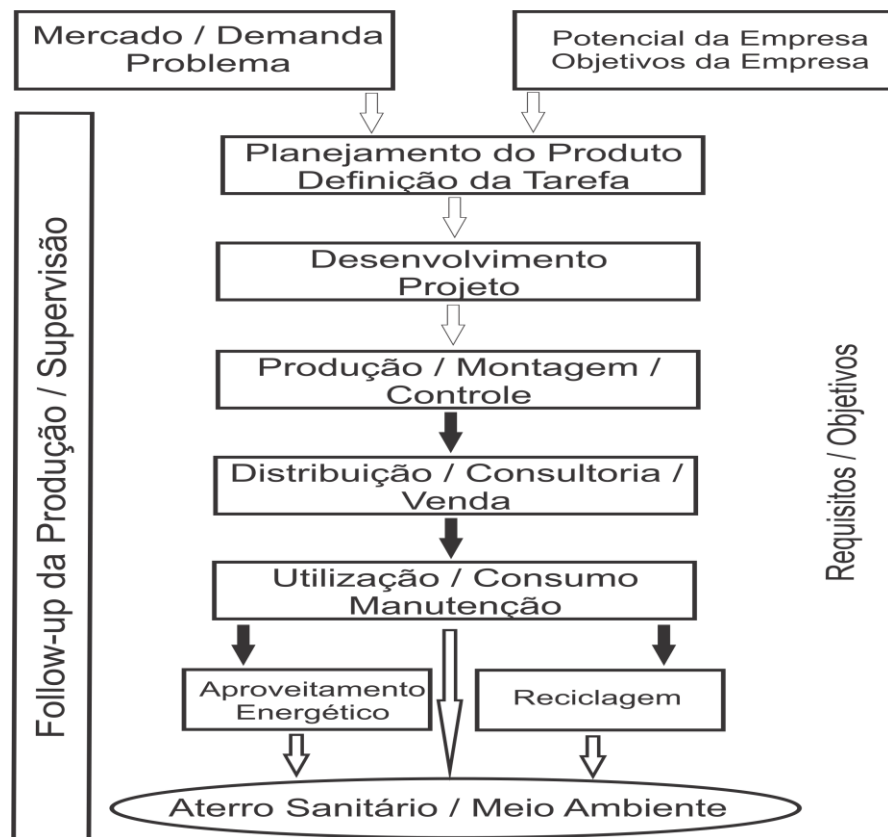 Mercado / Demanda
Problema
Potencial da Empresa
Objetivos da Empresa
Planejamento do Produto
Definição da Tarefa
Desenvolvimento
Projeto
Produção / Montagem /
Controle
Distribuição / Consultoria /
Venda
Utilização / Consumo
Manutenção
Aproveitamento
Energético
Reciclagem
Aterro Sanitário / Meio Ambiente
Follow-up da Produção / Supervisão
Requisitos / Objetivos